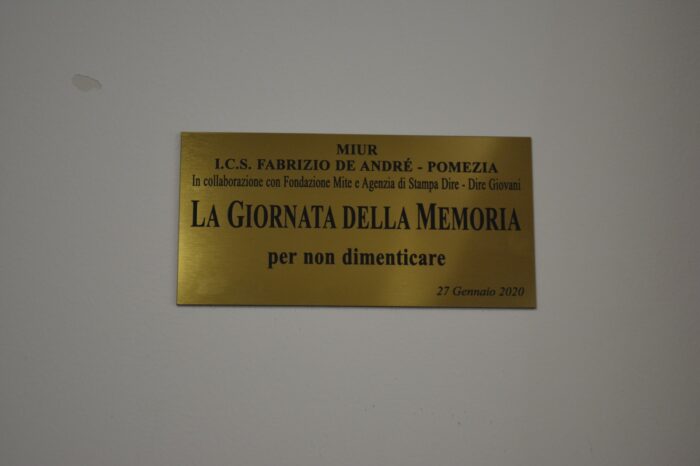 MIUR
I.C.S. FABRIZIO DE ANDRÉ - POMEZIA
In collaborazione con Fondazione Mite e Agenzia di Stampa Dire - Dire Giovani
LA GIORNATA DELLA MEMORIA
per non dimenticare
27 Gennaio 2020